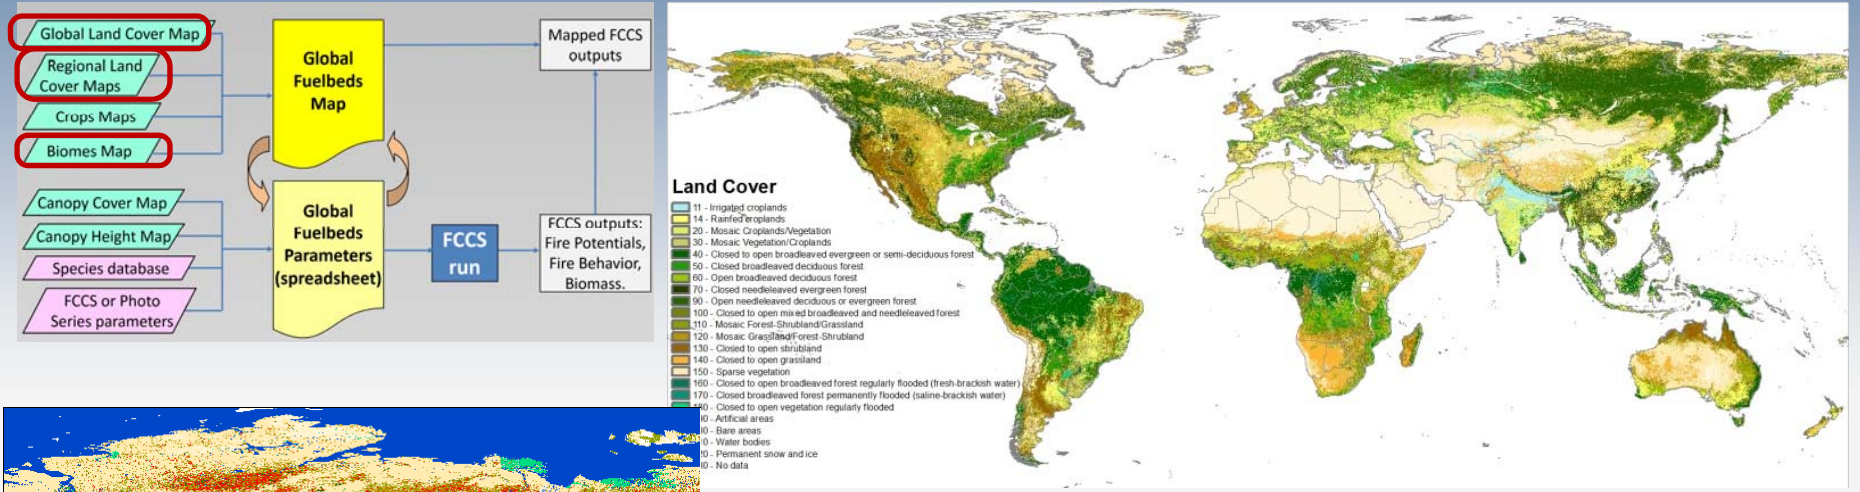 Global Land Cover Map
Regional Land
Cover Maps
Crops Maps
Biomes Map
Canopy Cover Map
Canopy Height Map
Species database
FCCS or Photo
Series parameters
Global
Fuelbeds
Map
Global
Fuelbeds
Parameters
(spreadsheet)
FCCS
run
Mapped FCCS
outputs
FCCS outputs:
Fire Potentials,
Fire Behavior,
Biomass.
Land Cover
11 - Irrigated croplands
14 - Rainfed croplands
20 - Mosaic Croplands/Vegetation
30 - Mosaic Vegetation/Croplands
40 - Closed to open broadleaved evergreen or semi-deciduous forest
50 - Closed broadleaved deciduous forest
60 - Open broadleaved deciduous forest
70 - Closed needleleaved evergreen forest
90 - Open needleleaved deciduous or evergreen forest
100 - Closed to open mixed broadleaved and needleleaved forest
110 - Mosaic Forest-Shrubland/Grassland
120 - Mosaic Grassland/Forest-Shrubland
130 - Closed to open shrubland
140 - Closed to open grassland
150 - Sparse vegetation
160 - Closed to open broadleaved forest regularly flooded (fresh-brackish water)
170 - Closed broadleaved forest permanently flooded (saline-brackish water)
180 - Closed to open vegetation regularly flooded
0 - Artificial areas
0 - Bare areas
0 - Water bodies
20 - Permanent snow and ice
0 - No data